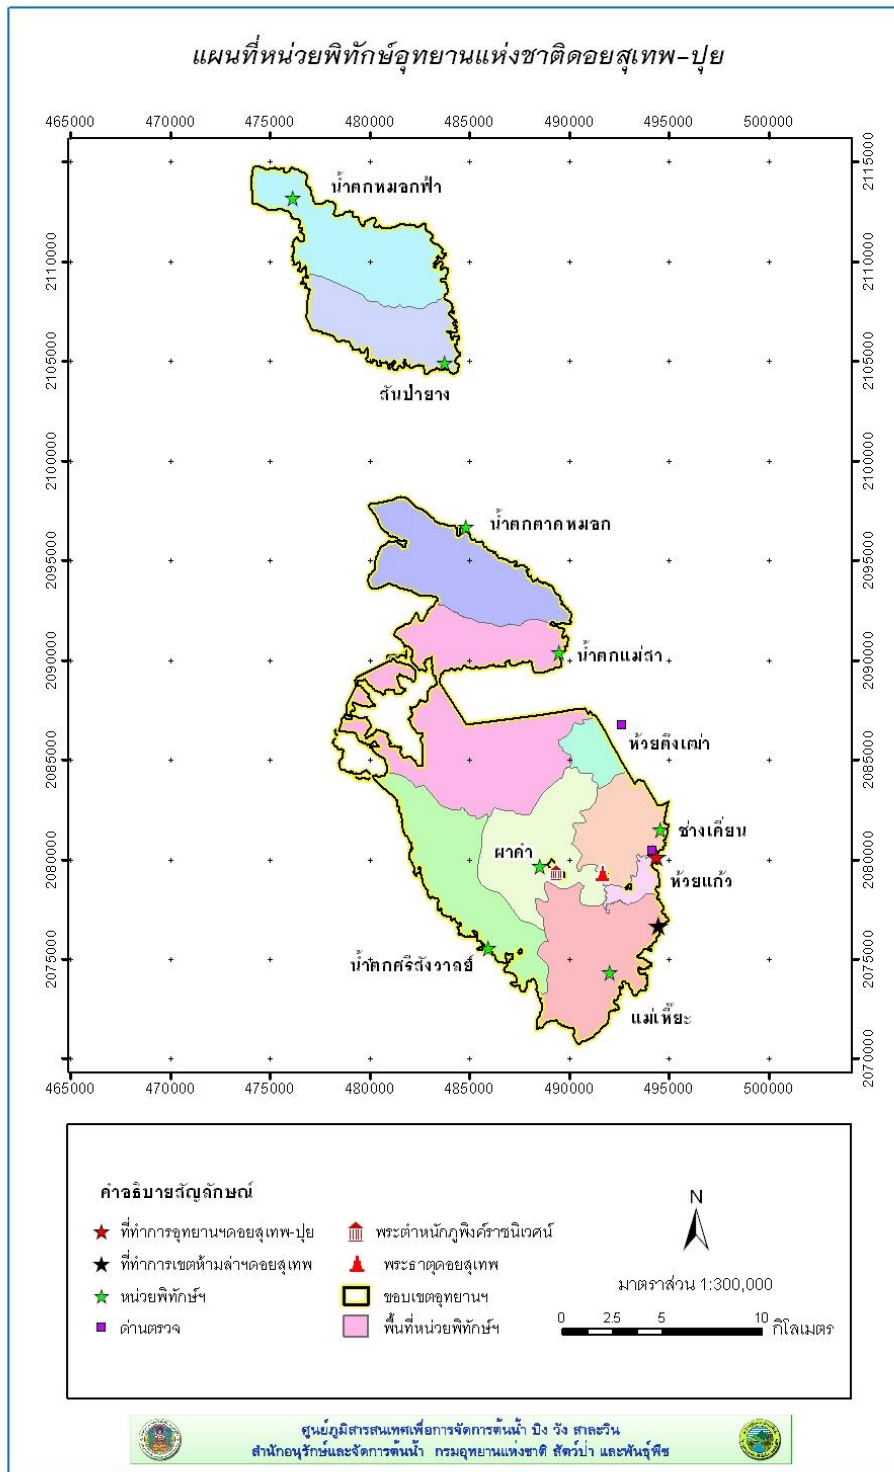 แผนที่หน่วยพิทักษ์อุทยานแห่งชาติดอยสุเทพ-ปุย
465000 470000 475000 480000 485000 490000 495000 500000
2115000 2115000
น้ำตกหมอกฟ้า
2110000 2110000
2105000 2105000
สันป่ายาง
2100000 2100000
น้ำตกตาดหมอก
2095000 2095000
น้ำตกแม่สา
2090000 2090000
ห้วยตึงเฒ่า
2085000 2085000
ช่างเคี่ยน
ผาดำ
2080000 2080000
ห้วยแก้ว
น้ำตกศรีสังวาลย์
2075000 2075000
แม่เหี๊ยะ
2070000 2070000
465000 470000 475000 480000 485000 490000 495000 500000
คำอธิบายสัญลักษณ์
ที่ทำการอุทยานฯดอยสุเทพ-ปุย
ที่ทำการเขตห้ามล่าฯดอยสุเทพ
หน่วยพิทักษ์ฯ
ด่านตรวจ
พระตำหนักภูพิงค์ราชนิเวศน์
พระธาตุดอยสุเทพ
ขอบเขตอุทยานฯ
พื้นที่หน่วยพิทักษ์ฯ
N
มาตราส่วน 1:300,000
0 2.5 5 10
กิโลเมตร
ศูนย์ภูมิสารสนเทศเพื่อการจัดการต้นน้ำ ปิง วัง สาละวิน
สำนักอนุรักษ์และจัดการต้นน้ำ กรมอุทยานแห่งชาติ สัตว์ป่า และพันธุ์พืช